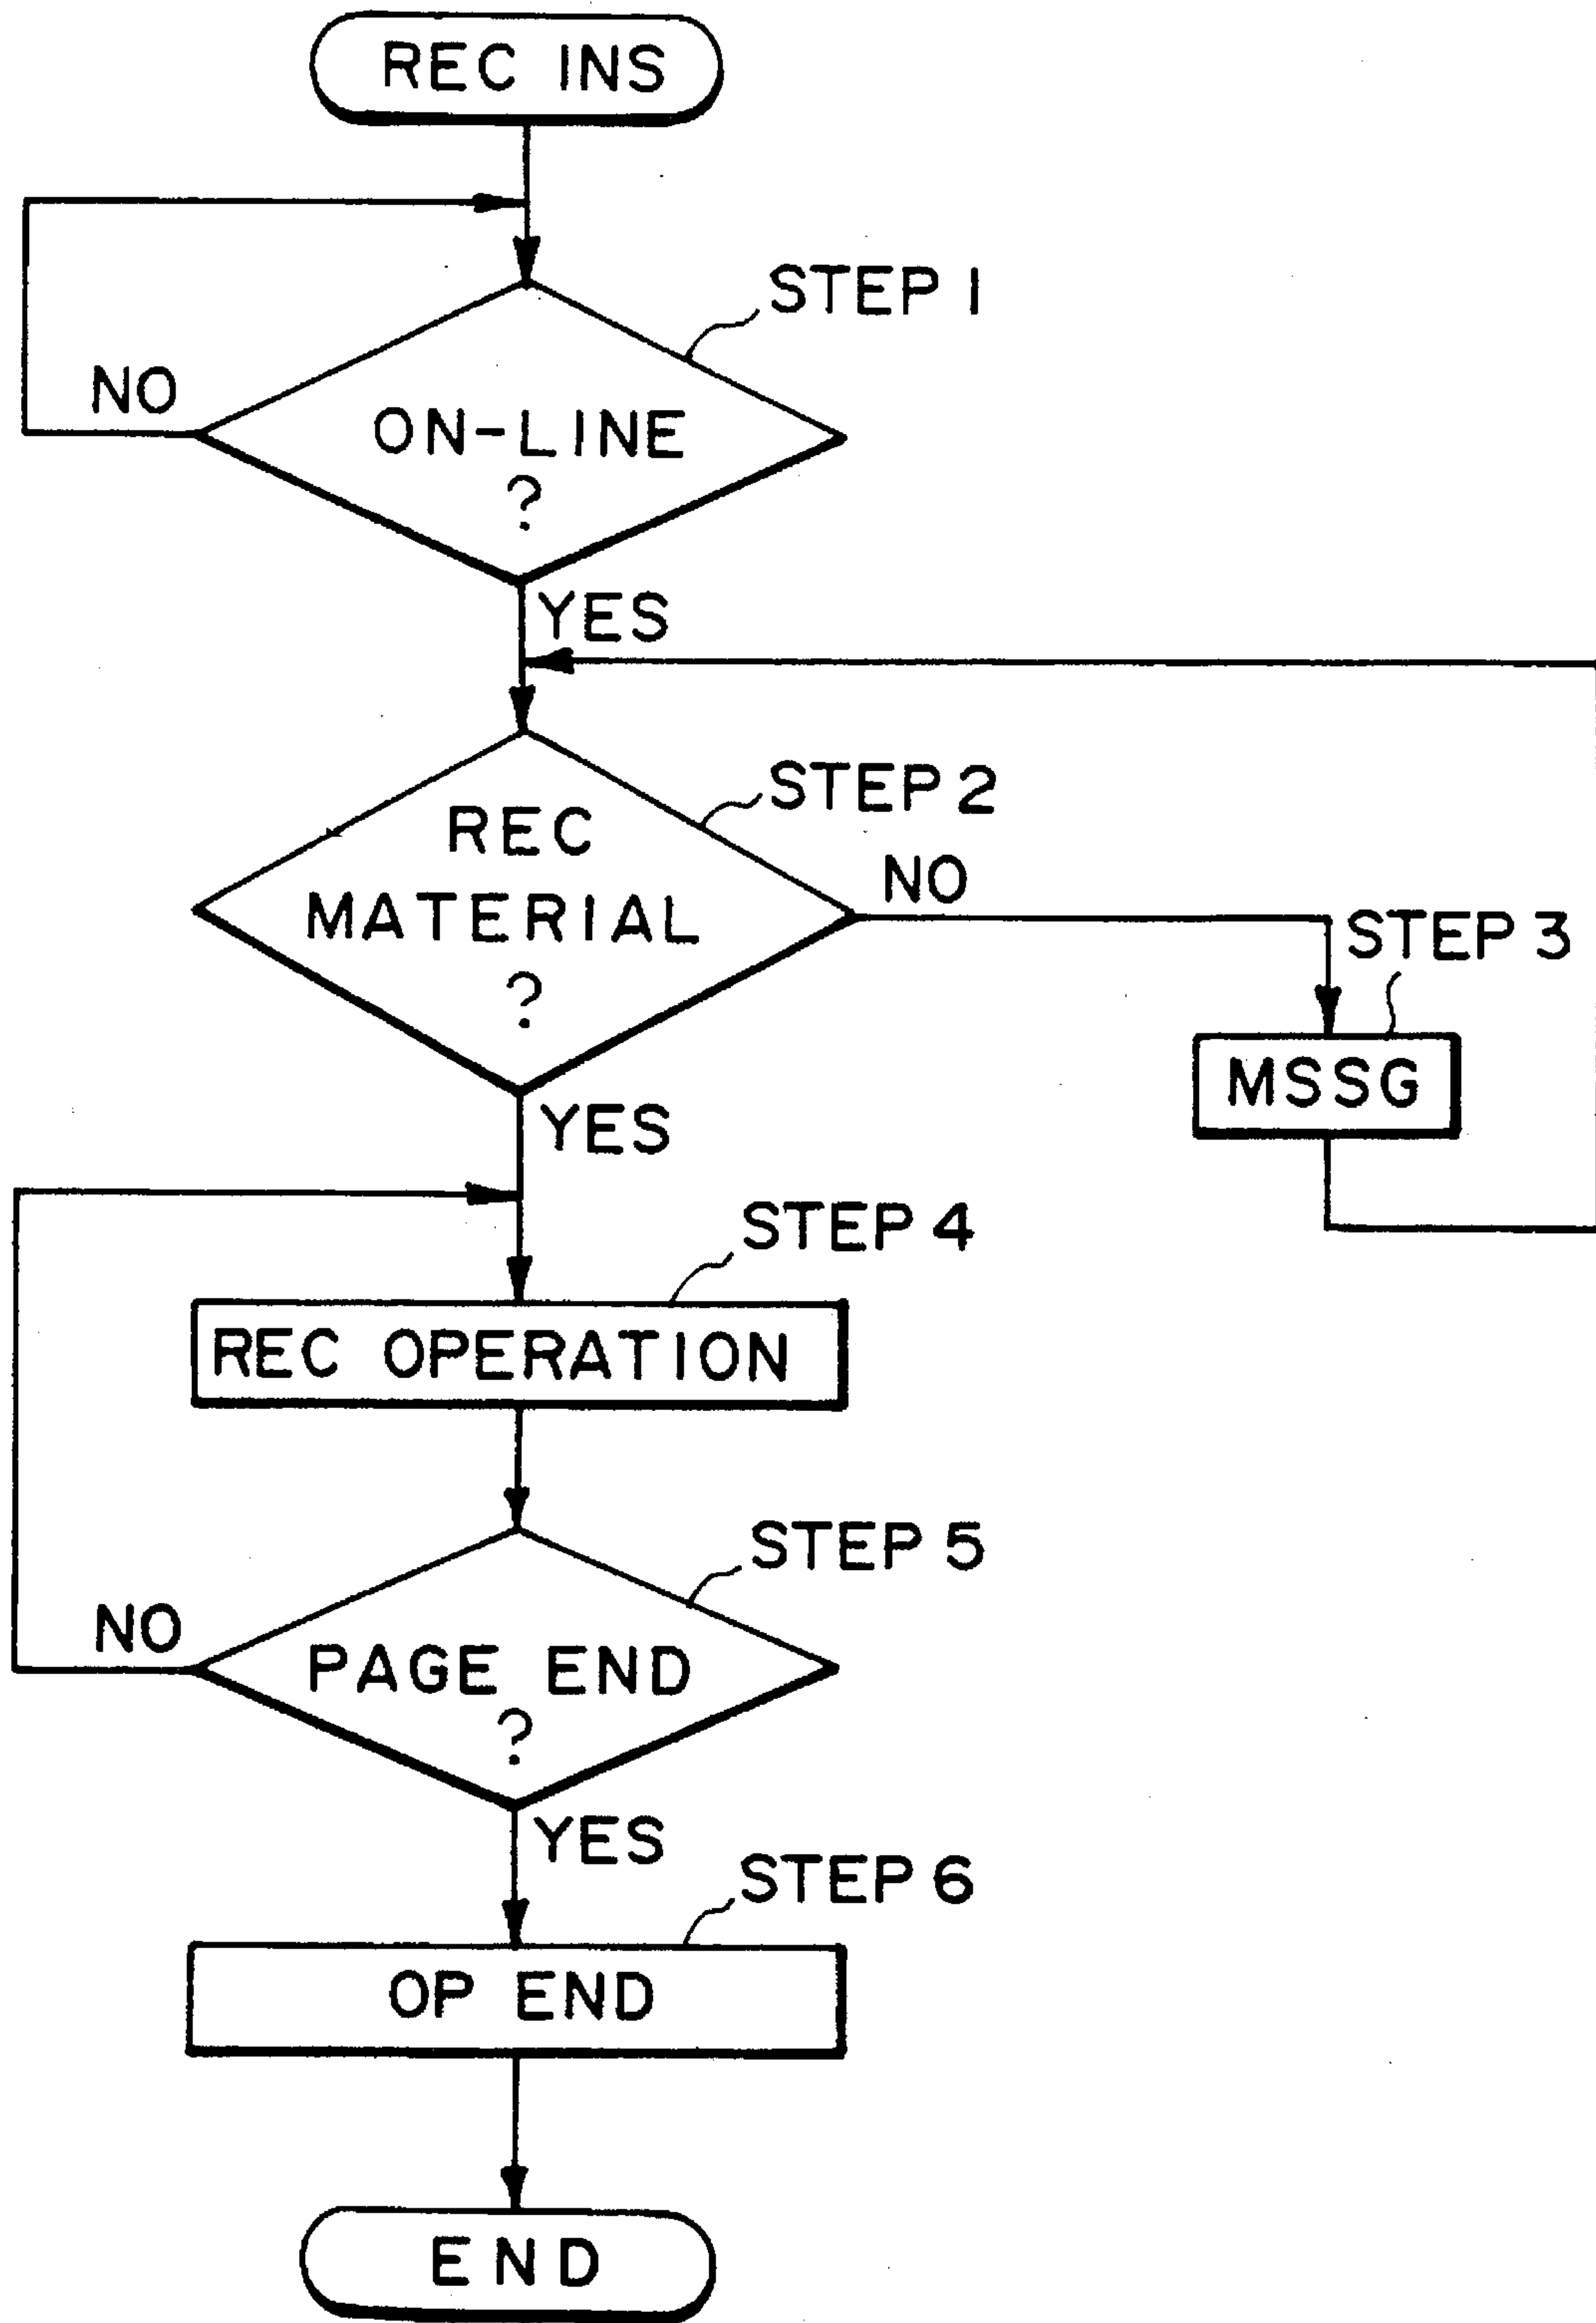 REC INS
STEP 1
NO
ON-LINE
?
YES
STEP 2
REC
MATERIAL
?
NO
STEP 3
MSSG
YES
STEP 4
REC OPERATION
STEP 5
NO
PAGE END
?
YES
STEP 6
OP END
END